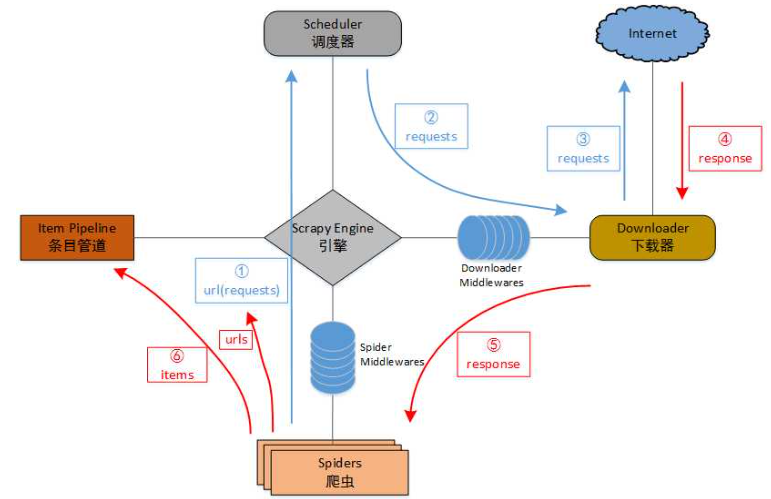 Scheduler
调度器
Internet
②
requests
③
requests
④
response
Item Pipeline
条目管道
Scrapy Engine
引擎
Downloader
下载器
①
url(requests)
Downloader
Middlewares
urls
⑥
items
Spider
Middlewares
⑤
response
Spiders
爬虫